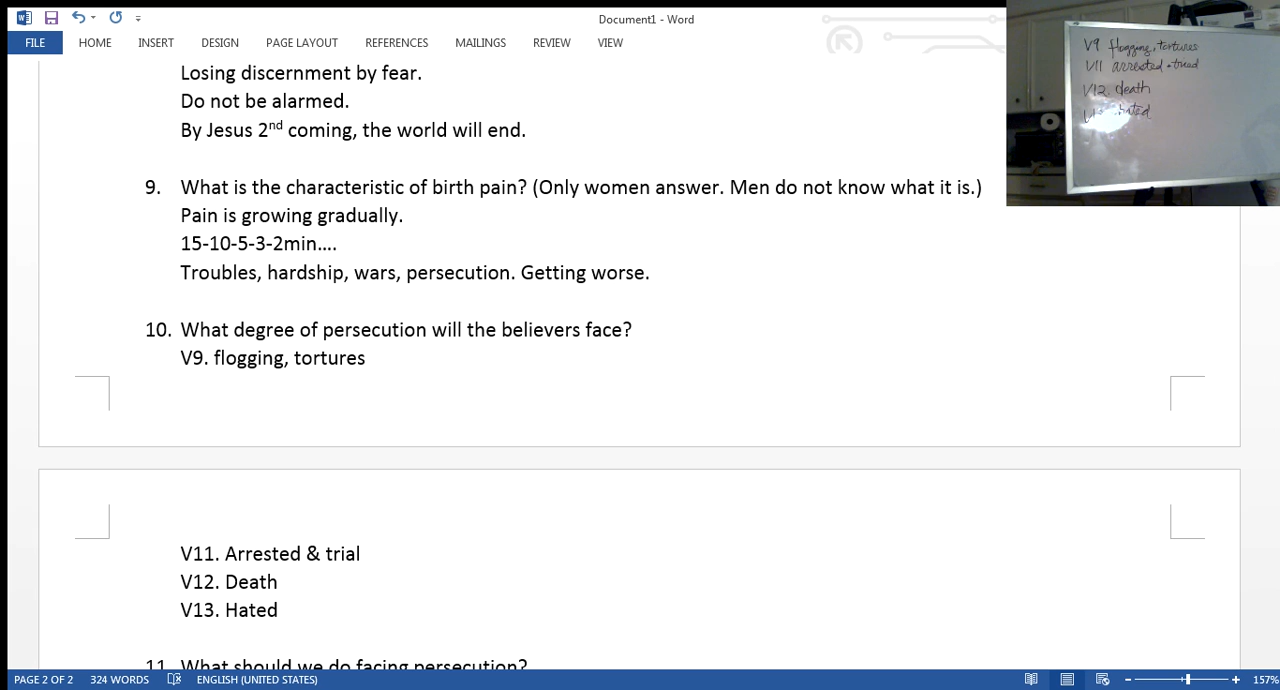 Document1 - Word
FILE HOME INSERT DESIGN PAGE LAYOUT REFERENCES MAILINGS REVIEW VIEW
Losing discernment by fear.
Do not be alarmed.
By Jesus 2nd coming, the world will end.
9. What is the characteristic of birth pain? (Only women answer. Men do not know what it is.)
Pain is growing gradually.
15-10-5-3-2min....
Troubles, hardship, wars, persecution. Getting worse.
10. What degree of persecution will the believers face?
V9. flogging, tortures
V11. Arrested & trial
V12. Death
V13. Hated
11. What should we do facing persecution?
V9 flogging, tortures
V11 arrested
V12. death
hated
PAGE 2 OF 2 324 WORDS ENGLISH (UNITED STATES) 157%